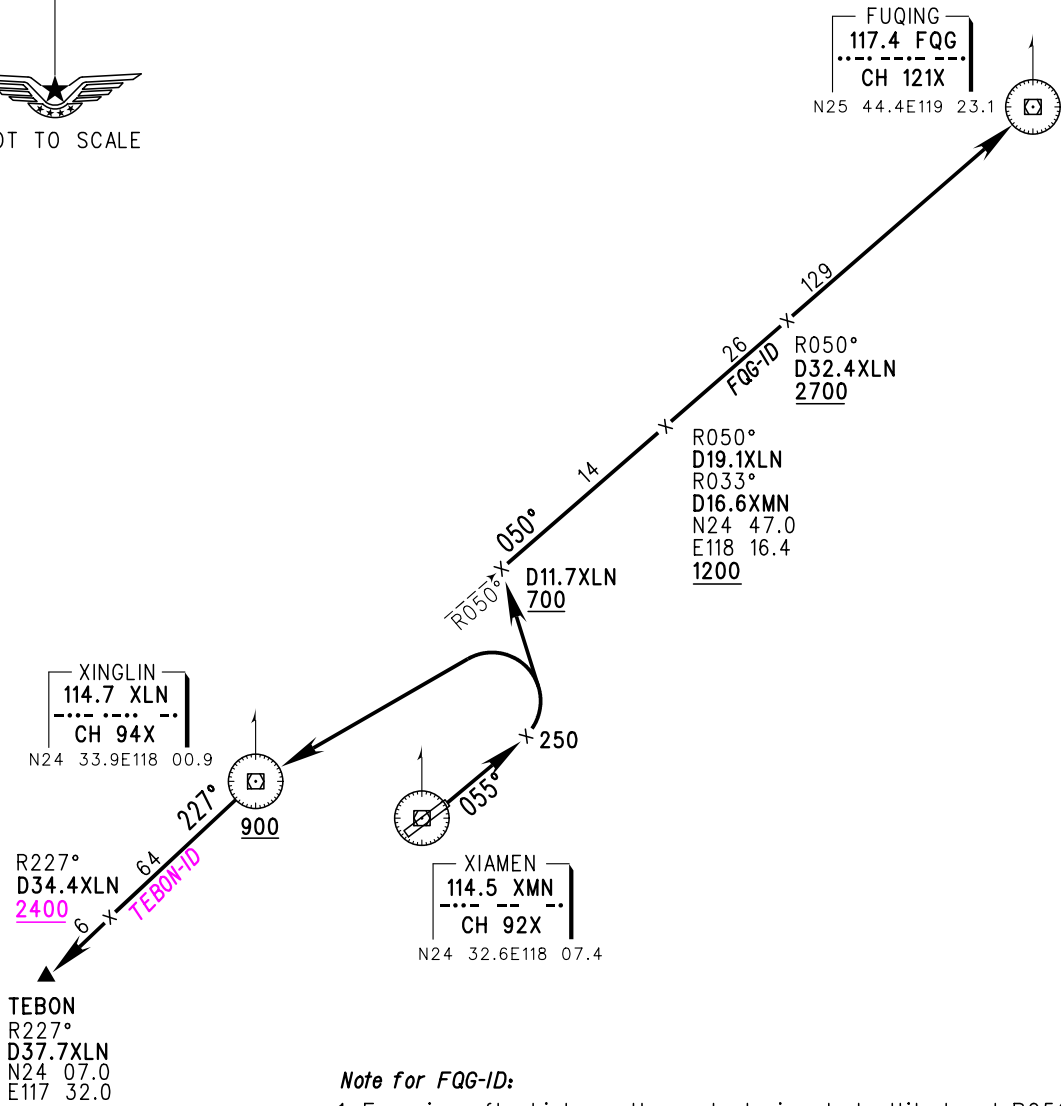 FUQING
117.4 FQG
CH 121X
N25 44.4E119 23.1
OT TO SCALE
129
R050°
D32.4XLN
2700
26
FQG-ID
R050°
D19.1XLN
R033°
D16.6XMN
N24 47.0
E118 16.4
1200
14
050°
D11.7XLN
700
R050°
XINGLIN
114.7 XLN
CH 94X
N24 33.9E118 00.9
250
055°
900
227°
64
TEBON-ID
R227°
D34.4XLN
2400
6
XIAMEN
114.5 XMN
CH 92X
N24 32.6E118 07.4
TEBON
R227°
D37.7XLN
N24 07.0
E117 32.0
Note for FQG-ID: